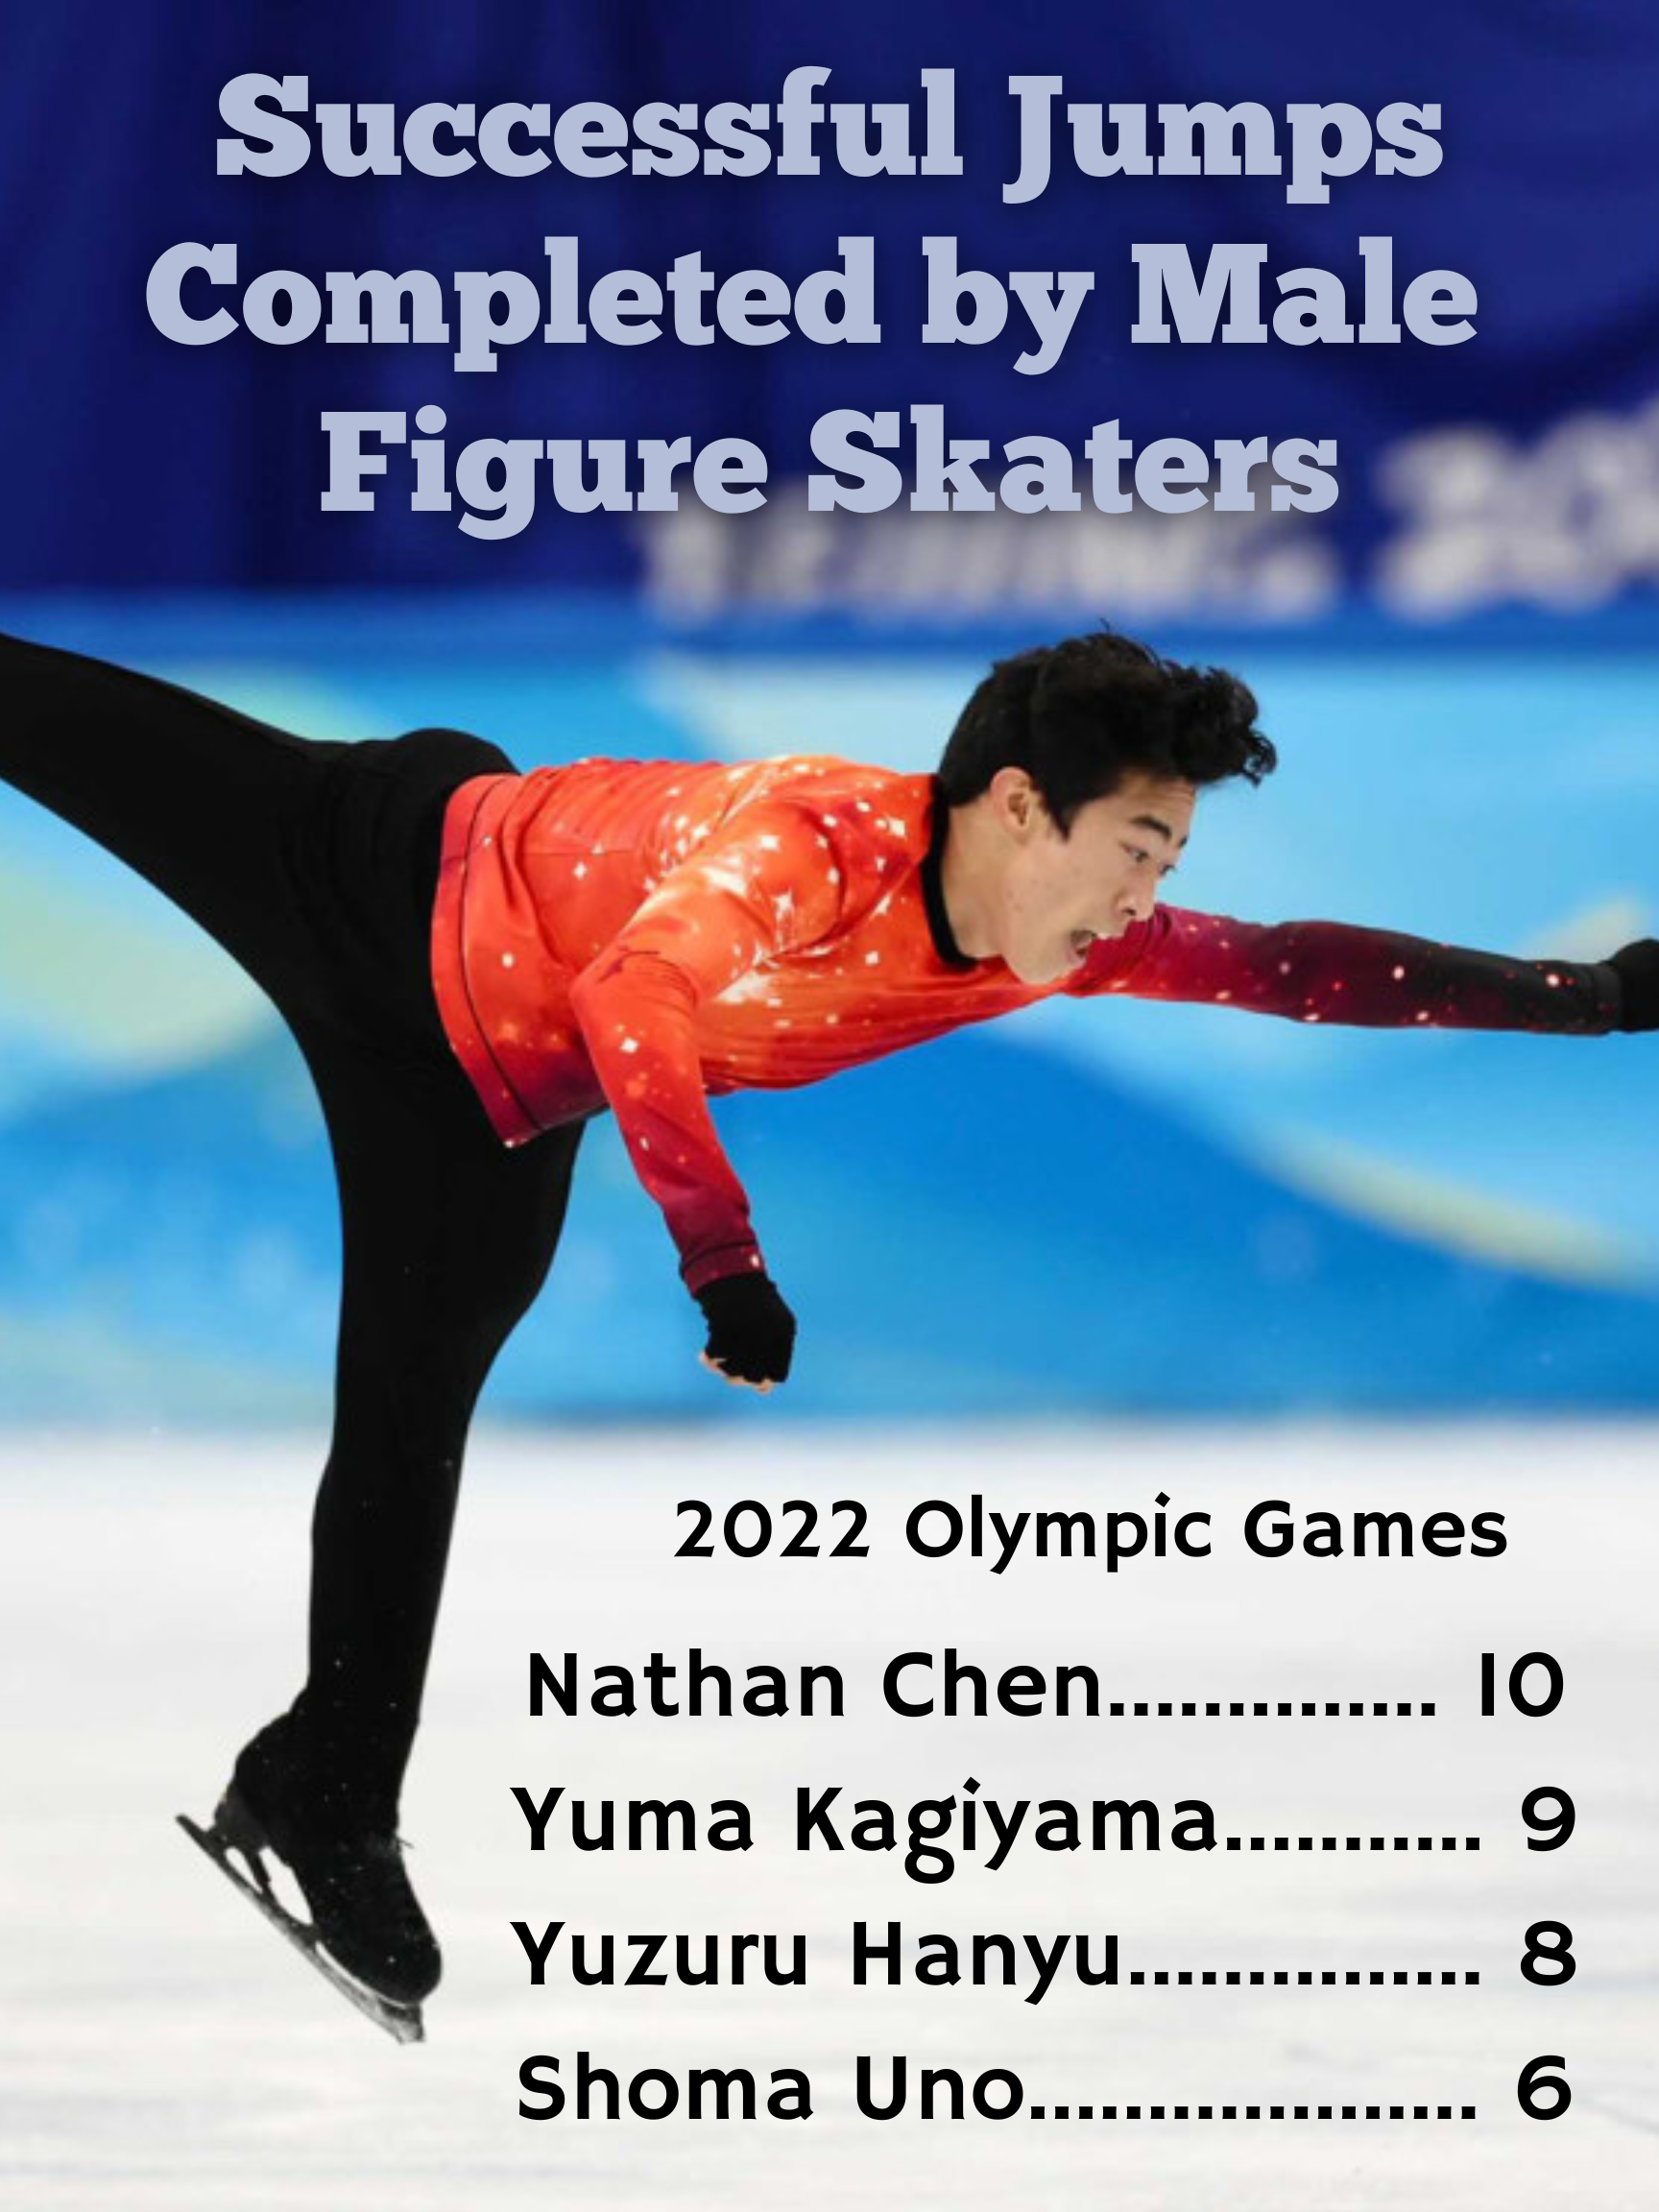 Successful Jumps
Completed by Male
Figure Skaters
2022 Olympic Games
Nathan Chen.............. 10
Yuma Kagiyama........... 9
Yuzuru Hanyu............... 8
Shoma Uno................... 6